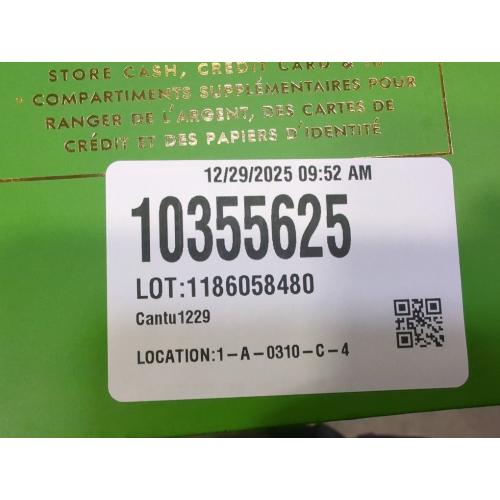 STORE CASH, CREDIT CARD &
• COMPARTIMENTS SUPPLÉMENTAIRES POUR
RANGER DE L'ARGENT, DES CARTES DE
CRÉDIT ET DES PAPIERS D'IDENTITÉ
12/29/2025 09:52 AM
10355625
LOT:1186058480
Cantu1229
LOCATION:1-A-0310-C-4